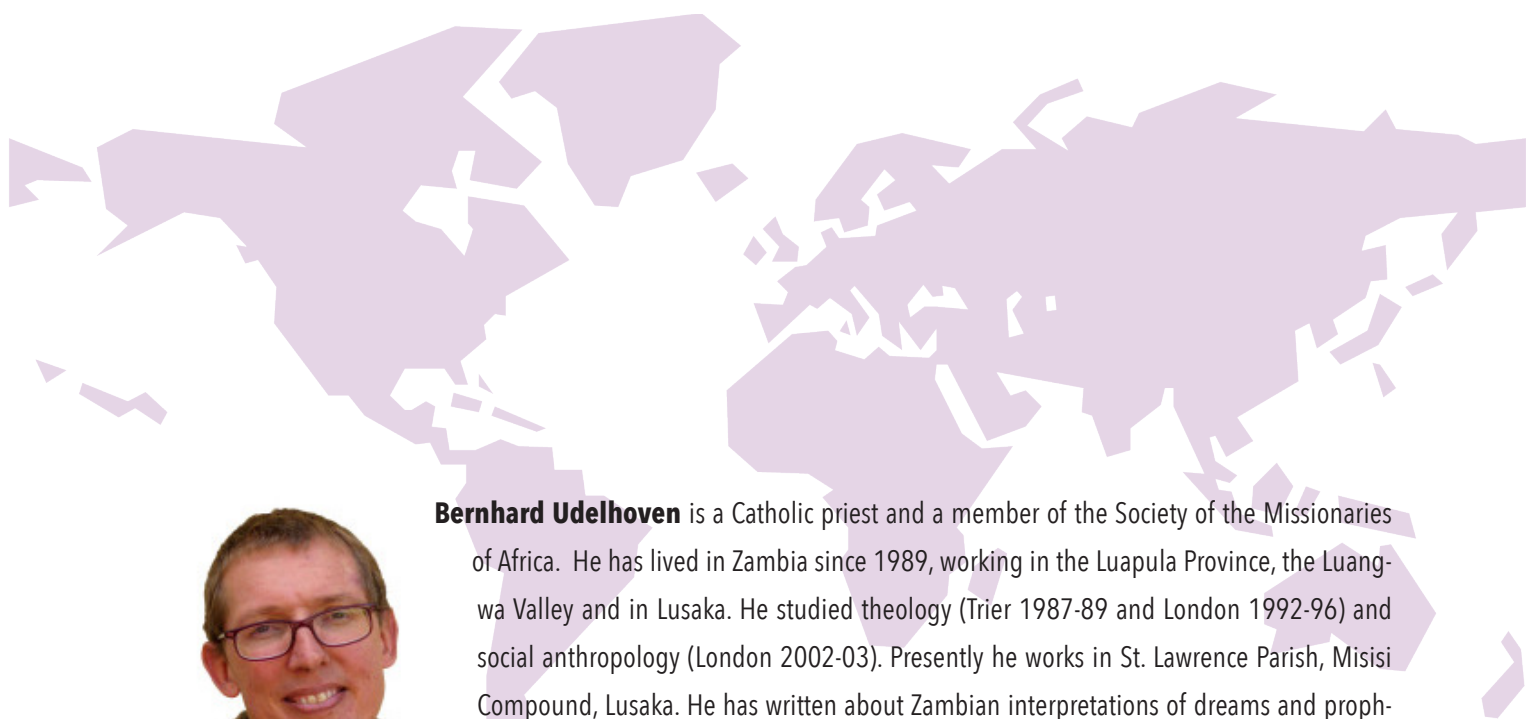 Bernhard Udelhoven is a Catholic priest and a member of the Society of the Missionaries
of Africa. He has lived in Zambia since 1989, working in the Luapula Province, the Luang-
wa Valley and in Lusaka. He studied theology (Trier 1987-89 and London 1992-96) and
social anthropology (London 2002-03). Presently he works in St. Lawrence Parish, Misisi
Compound, Lusaka. He has written about Zambian interpretations of dreams and proph-